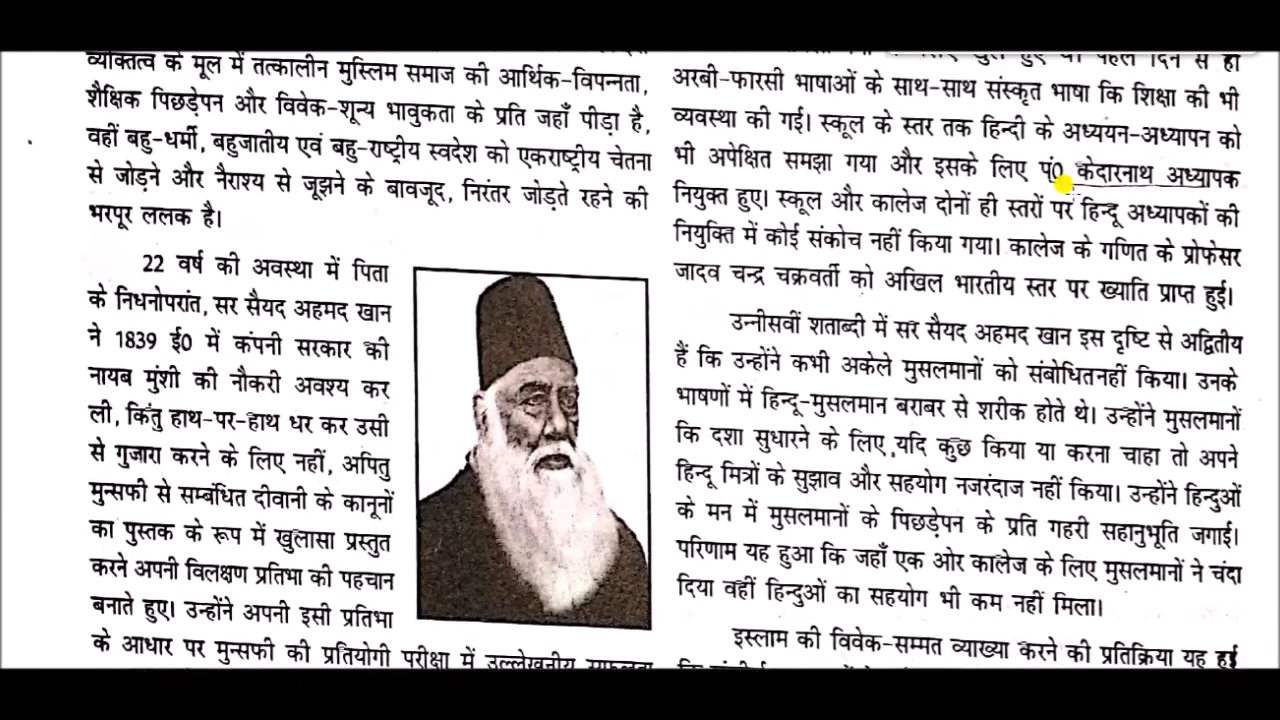 व्यक्तित्व के मूल में तत्कालीन मुस्लिम समाज की आर्थिक-विपन्नता,
शैक्षिक पिछड़ेपन और विवेक-शून्य भावुकता के प्रति जहाँ पीड़ा है,
वहीं बहु-धर्मी, बहुजातीय एवं बहु-राष्ट्रीय स्वदेश को एकराष्ट्रीय चेतना
से जोड़ने और नैराश्य से जूझने के बावजूद, निरंतर जोड़ते रहने की
भरपूर ललक है।
22 वर्ष की अवस्था में पिता
के निधनोपरांत, सर सैयद अहमद खान
ने 1839 ई0 में कंपनी सरकार की
नायब मुंशी की नौकरी अवश्य कर
ली, किंतु हाथ-पर-हाथ धर कर उसी
से गुजारा करने के लिए नहीं, अपितु
मुन्सफी से सम्बंधित दीवानी के कानूनों
का पुस्तक के रूप में खुलासा प्रस्तुत
करने अपनी विलक्षण प्रतिभा की पहचान
बनाते हुए। उन्होंने अपनी इसी प्रतिभा
के आधार पर मुन्सफी की प्रतियोगी परीक्षा में उल्लेखनीय सफलता
हुए थे। पहले दिन से ही
अरबी-फारसी भाषाओं के साथ-साथ संस्कृत भाषा कि शिक्षा की भी
व्यवस्था की गई। स्कूल के स्तर तक हिन्दी के अध्ययन-अध्यापन को
भी अपेक्षित समझा गया और इसके लिए पं0 केदारनाथ अध्यापक
नियुक्त हुए। स्कूल और कालेज दोनों ही स्तरों पर हिन्दू अध्यापकों की
नियुक्ति में कोई संकोच नहीं किया गया। कालेज के गणित के प्रोफेसर
जादव चन्द्र चक्रवर्ती को अखिल भारतीय स्तर पर ख्याति प्राप्त हुई।
उन्नीसवीं शताब्दी में सर सैयद अहमद खान इस दृष्टि से अद्वितीय
हैं कि उन्होंने कभी अकेले मुसलमानों को संबोधितनहीं किया। उनके
भाषणों में हिन्दू-मुसलमान बराबर से शरीक होते थे। उन्होंने मुसलमानों
कि दशा सुधारने के लिए,यदि कुछ किया या करना चाहा तो अपने
हिन्दू मित्रों के सुझाव और सहयोग नजरंदाज नहीं किया। उन्होंने हिन्दुओं
के मन में मुसलमानों के पिछड़ेपन के प्रति गहरी सहानुभूति जगाई।
परिणाम यह हुआ कि जहाँ एक ओर कालेज के लिए मुसलमानों ने चंदा
दिया वहीं हिन्दुओं का सहयोग भी कम नहीं मिला।
इस्लाम की विवेक-सम्मत व्याख्या करने की प्रतिक्रिया यह हुई